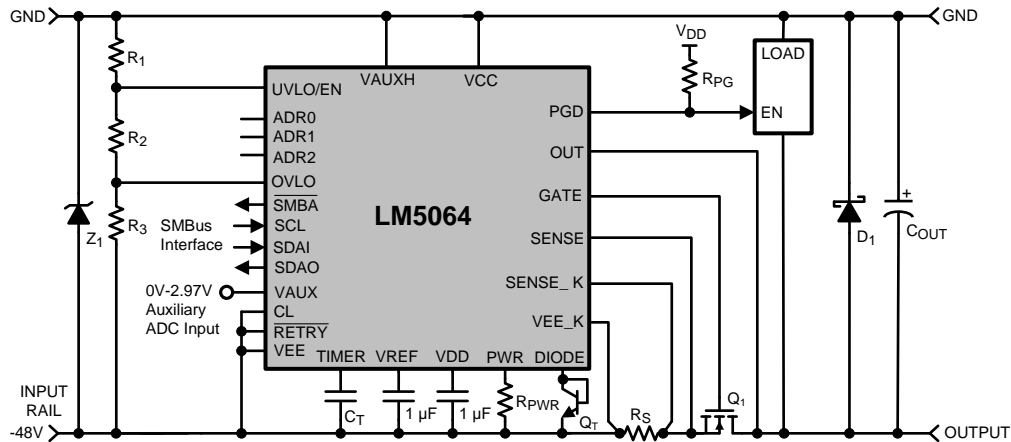 GND
GND
R1
R2
R3
Z1
VAUXH
VCC
UVLO/EN
ADR0
ADR1
ADR2
OVLO
SMBA
SCL
SDAI
SDAO
VAUX
CL
RETRY
VEE
SMBus
Interface
0V-2.97V
Auxiliary
ADC Input
LM5064
PGD
OUT
GATE
SENSE
SENSE_ K
VEE_K
TIMER
VREF
VDD
PWR
DIODE
VDD
RPG
LOAD
EN
D1
+
COUT
CT
1 µF
1 µF
RPWR
QT
RS
Q1
INPUT
RAIL
-48V
OUTPUT